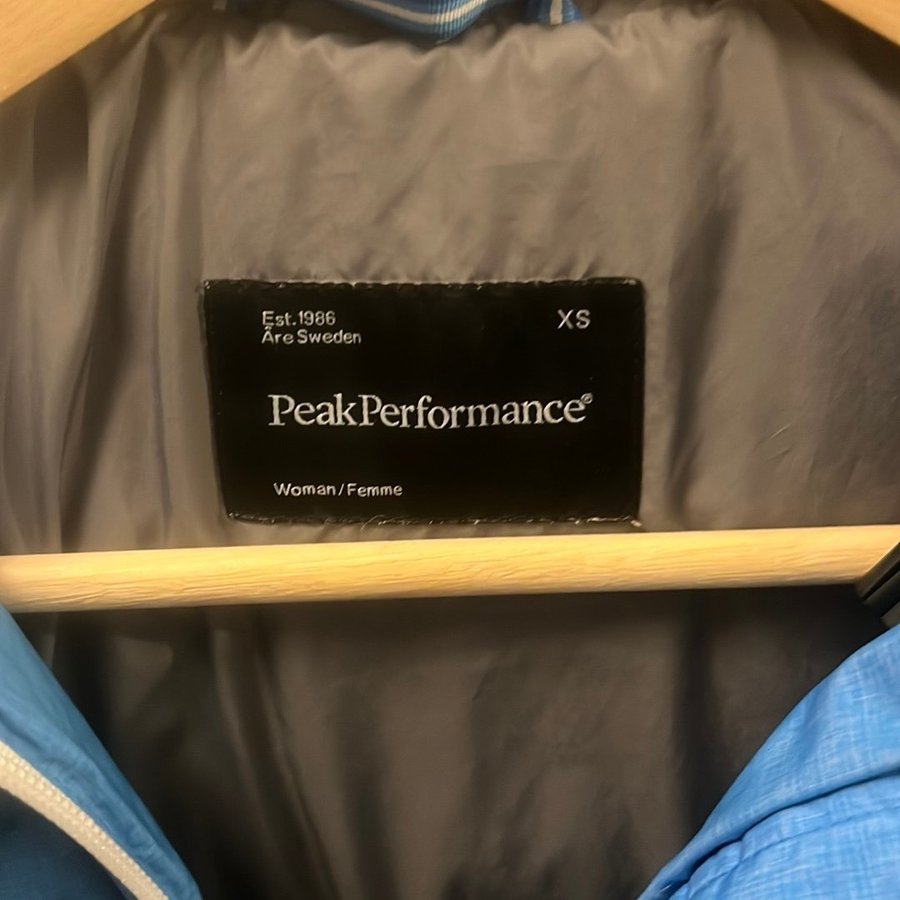 Est.1986
Åre Sweden
XS
PeakPerformance®
Woman/Femme